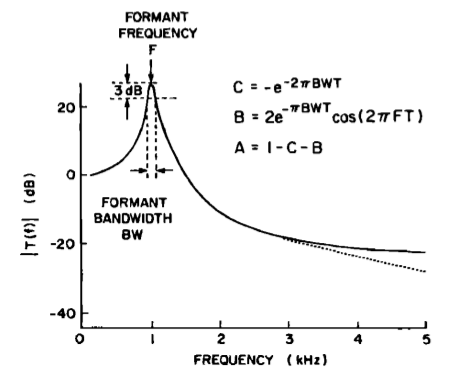 FORMANT
FREQUENCY
F
3 dB
C = -e^-2πBWT
B = 2e^-πBWT cos(2πFT)
A = 1-C-B
20
0
-20
-40
|T(f)| (dB)
FORMANT
BANDWIDTH
BW
0 1 2 3 4 5
FREQUENCY (kHz)